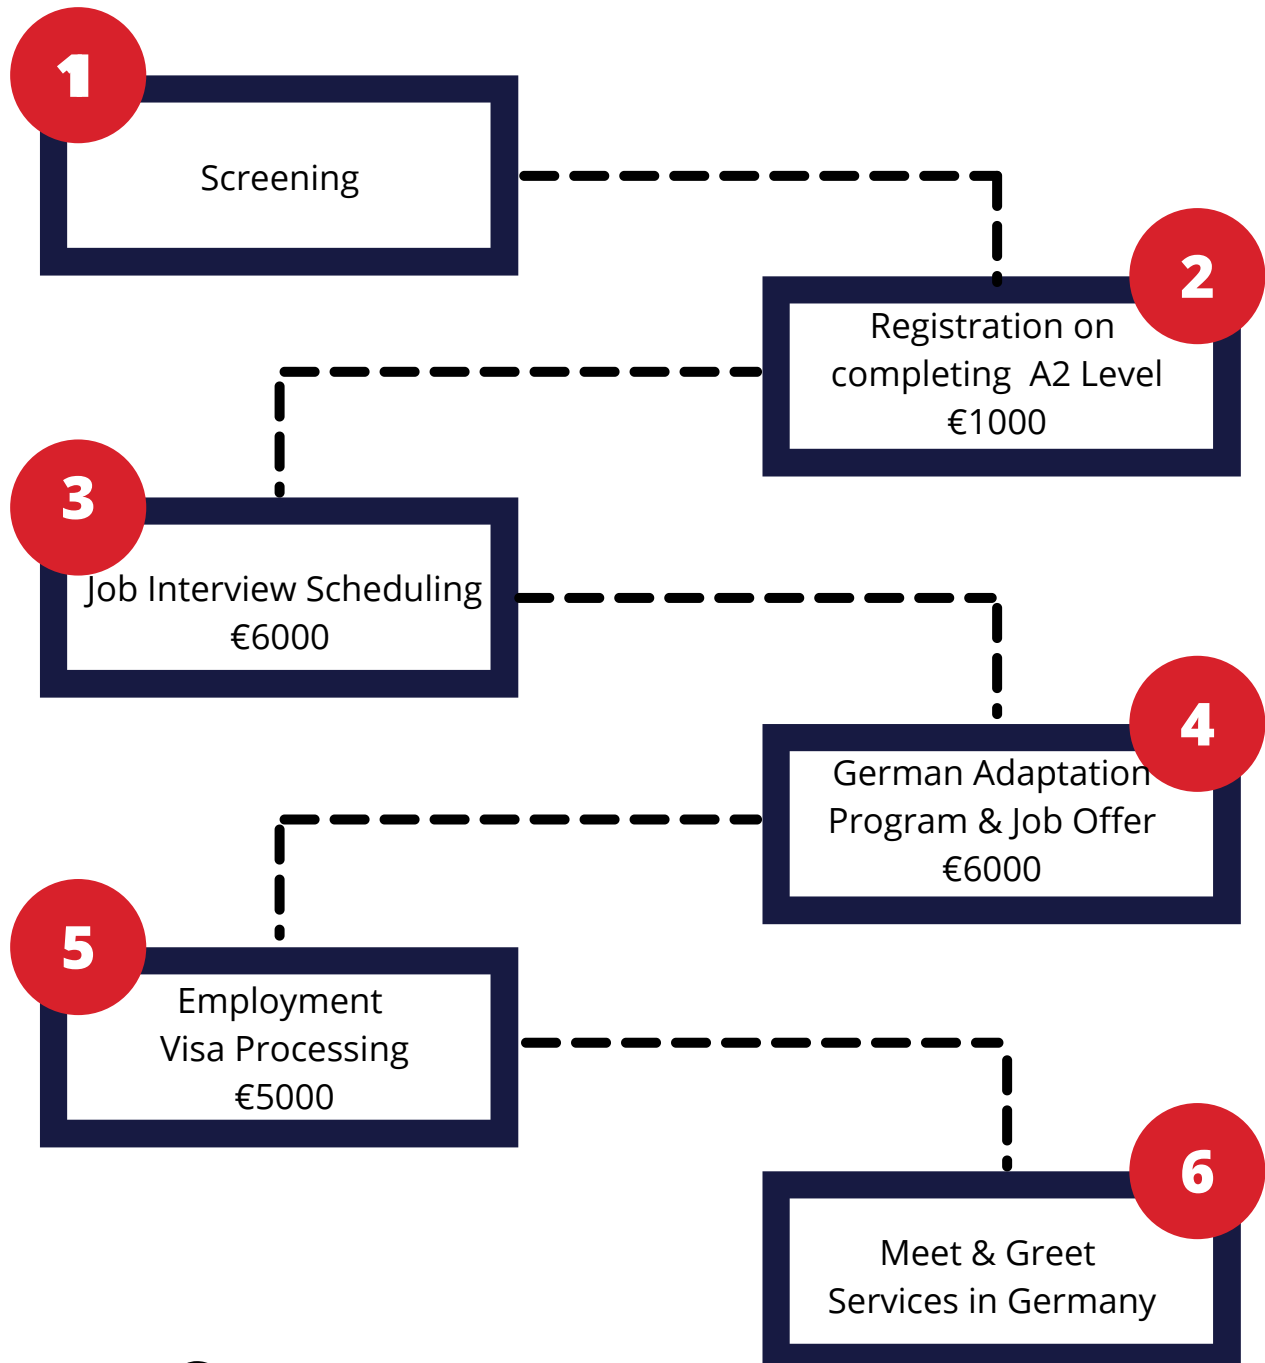 1
Screening
2
Registration on
completing  A2 Level
€1000
3
Job Interview Scheduling
€6000
4
German Adaptation
Program & Job Offer
€6000
5
Employment
Visa Processing
€5000
6
Meet & Greet
Services in Germany